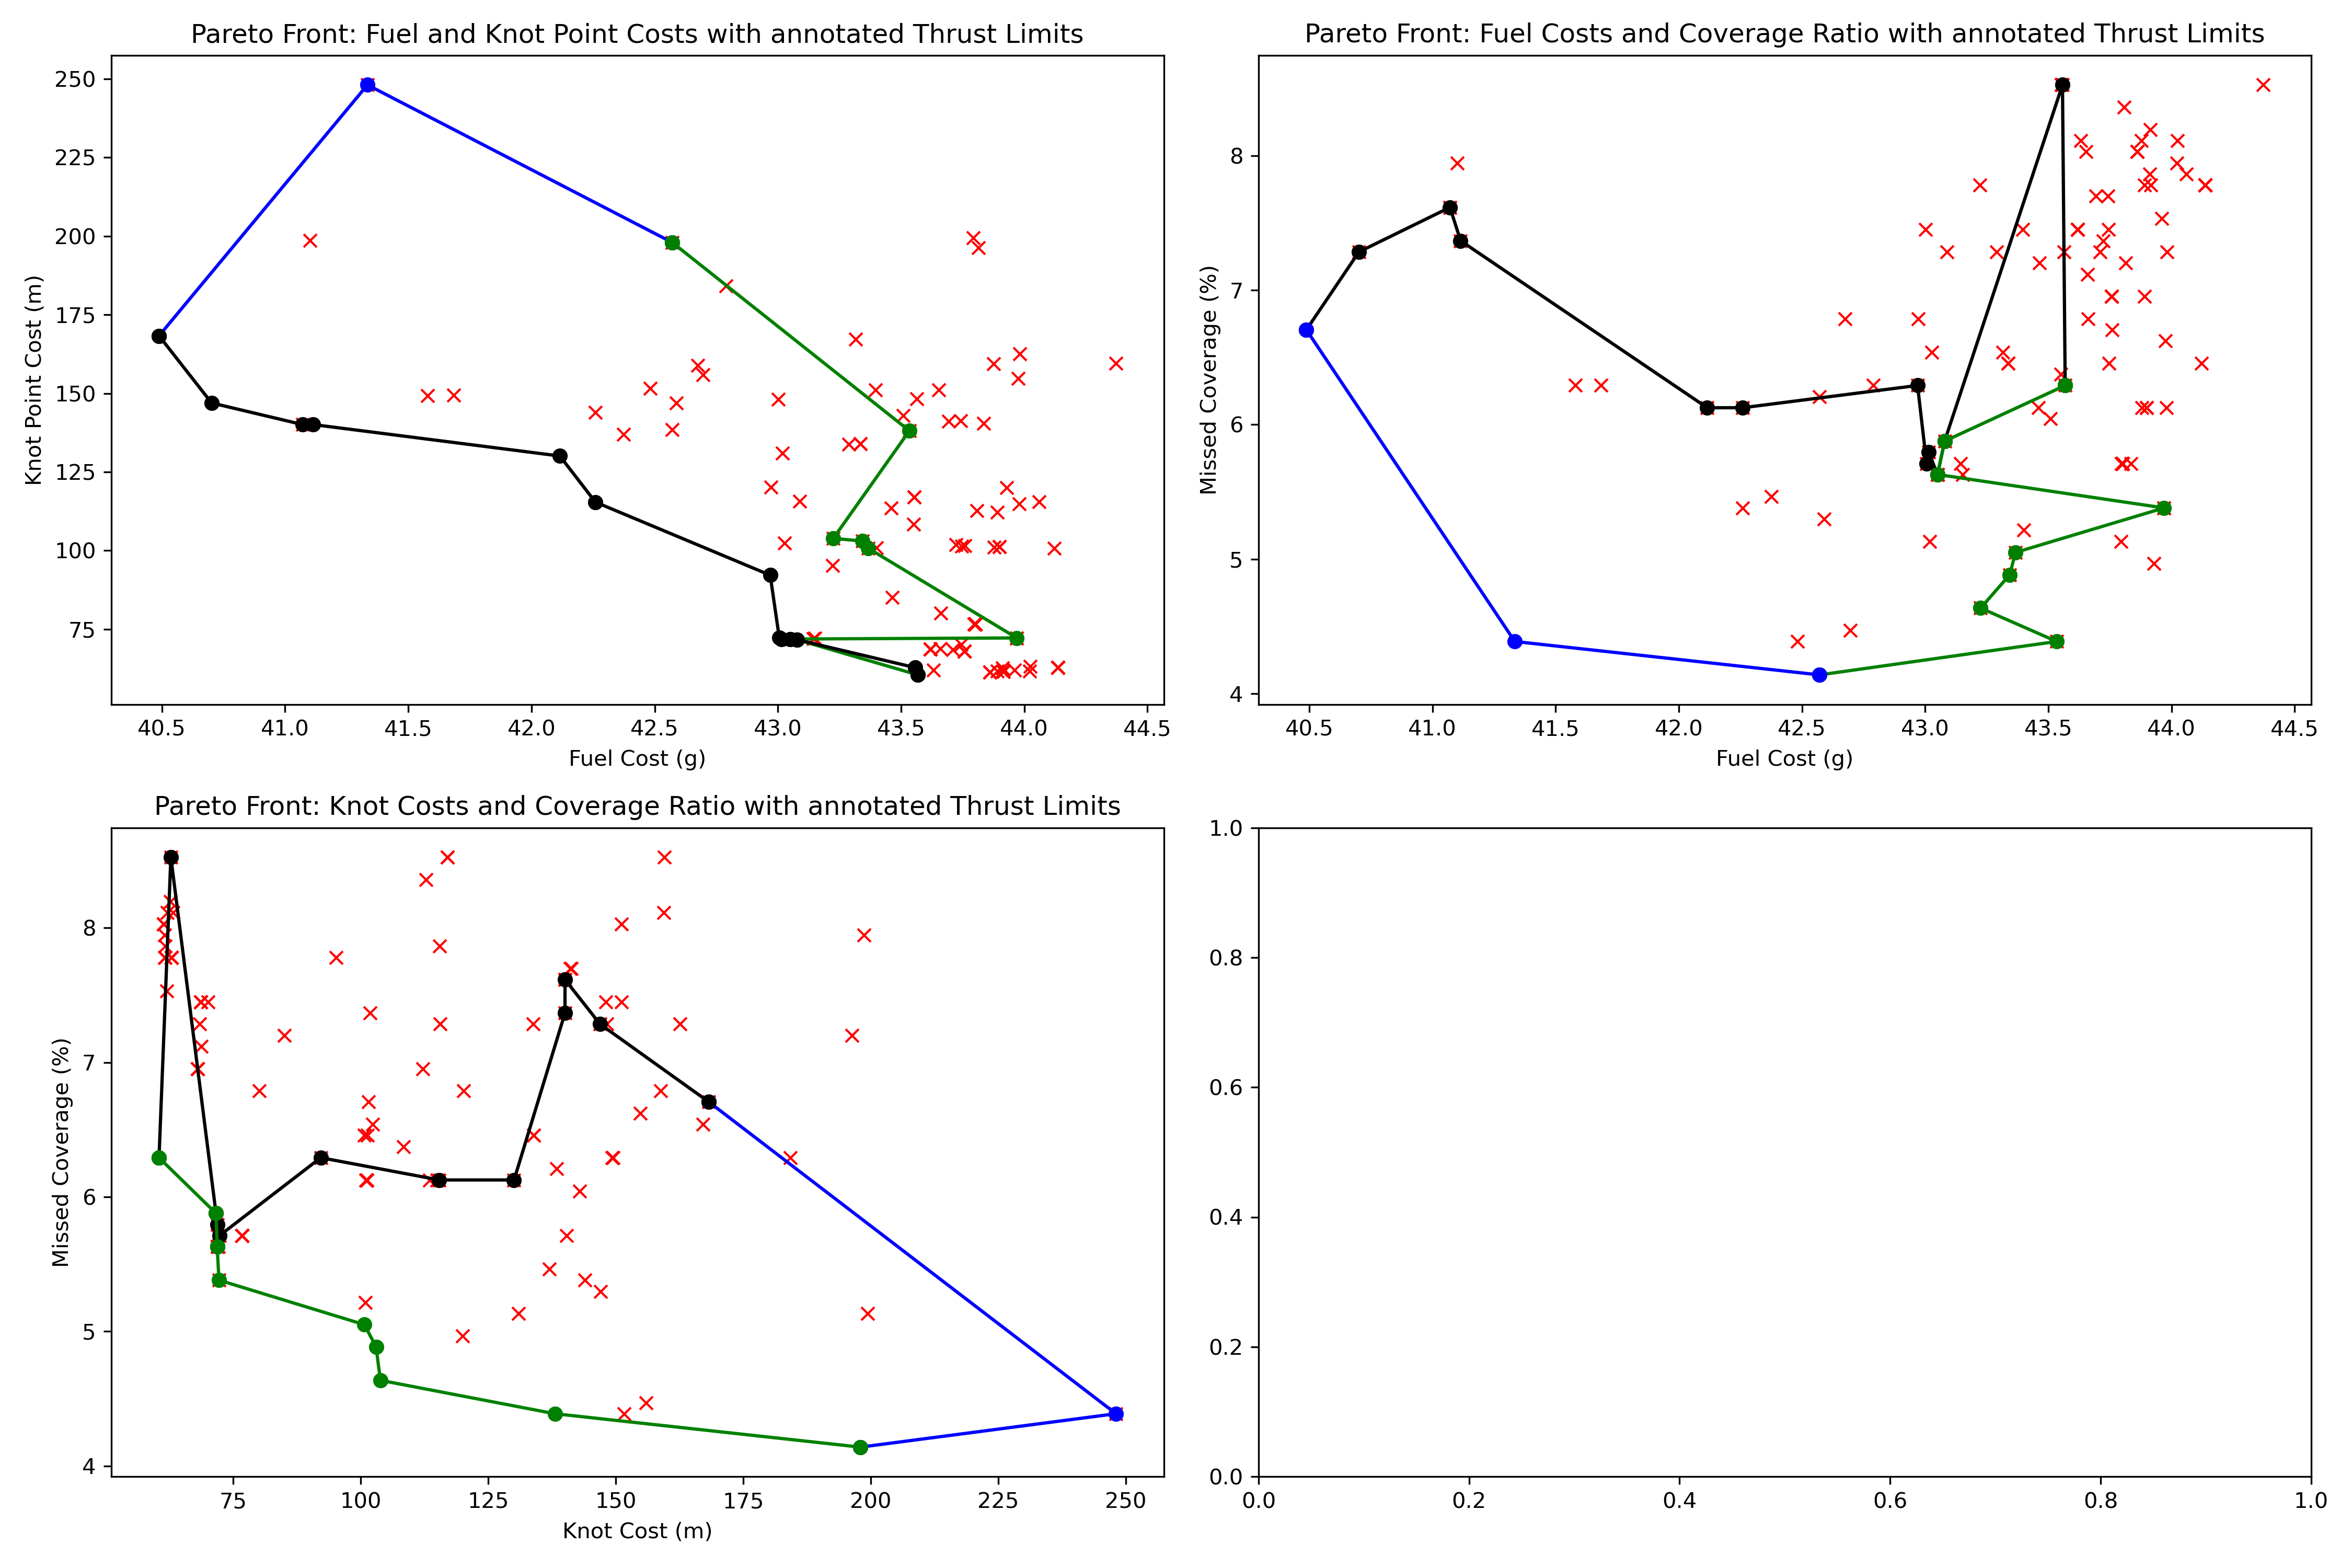 Pareto Front: Fuel and Knot Point Costs with annotated Thrust Limits
250
225
200
175
150
125
100
75
Knot Point Cost (m)
40.5 41.0 41.5 42.0 42.5 43.0 43.5 44.0 44.5
Fuel Cost (g)
Pareto Front: Fuel Costs and Coverage Ratio with annotated Thrust Limits
8
7
6
5
4
Missed Coverage (%)
40.5 41.0 41.5 42.0 42.5 43.0 43.5 44.0 44.5
Fuel Cost (g)
Pareto Front: Knot Costs and Coverage Ratio with annotated Thrust Limits
8
7
6
5
4
Missed Coverage (%)
75 100 125 150 175 200 225 250
Knot Cost (m)
1.0
0.8
0.6
0.4
0.2
0.0
0.0 0.2 0.4 0.6 0.8 1.0